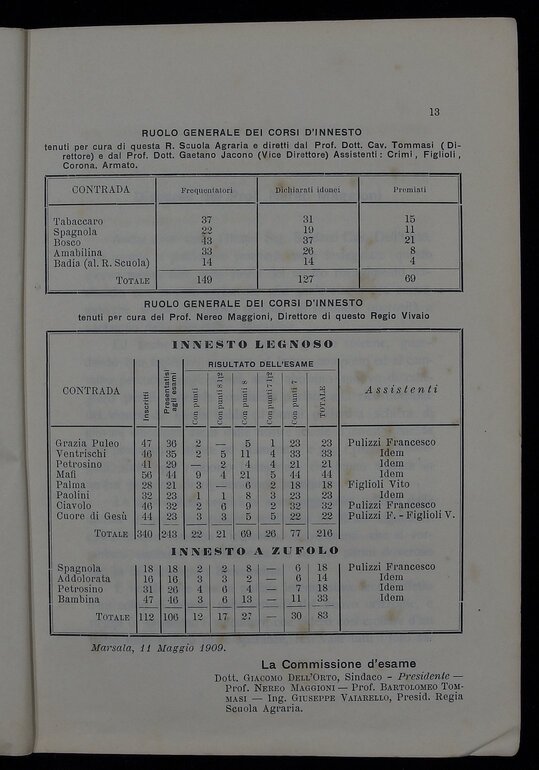 13
RUOLO GENERALE DEI CORSI D'INNESTO
tenuti per cura di questa R. Scuola Agraria e diretti dal Prof. Dott. Cav. Tommasi (Di-
rettore) e dal Prof. Dott. Gaetano Jacono (Vice Direttore) Assistenti: Crimi, Figlioli,
Corona. Armato.
CONTRADA Frequentatori Dichiarati idonei Premiati
Tabaccaro 37 31 15
Spagnola 22 19 11
Bosco 43 37 21
Amabilina 33 26 8
Badia (al. R. Scuola) 14 14 4
TOTALE 149 127 69
RUOLO GENERALE DEI CORSI D'INNESTO
tenuti per cura del Prof. Nereo Maggioni, Direttore di questo Regio Vivaio
INNESTO LEGNOSO
CONTRADA Inscritti Presentatisi agli esami RISULTATO DELL'ESAME Assistenti
Con punti Con punti 8 1|2 Con punti 8 Con punti 7 1|2 Con punti 7 TOTALE
Grazia Puleo 47 36 2 — 5 1 23 23 Pulizzi Francesco
Ventrischi 46 35 2 5 11 4 33 33 Idem
Petrosino 41 29 — 2 4 4 21 21 Idem
Mafi 56 44 9 4 21 5 44 44 Idem
Palma 28 21 3 — 6 2 18 18 Figlioli Vito
Paolini 32 23 1 1 8 3 23 23 Idem
Ciavolo 46 32 2 6 9 2 32 32 Pulizzi Francesco
Cuore di Gesù 44 23 3 3 5 5 22 22 Pulizzi F. - Figlioli V.
TOTALE 340 243 22 21 69 26 77 216
INNESTO A ZUFOLO
Spagnola 18 18 2 2 8 — 6 18 Pulizzi Francesco
Addolorata 16 16 3 3 2 — 6 14 Idem
Petrosino 31 26 4 6 4 — 7 18 Idem
Bambina 47 46 3 6 13 — 11 33 Idem
TOTALE 112 106 12 17 27 — 30 83
Marsala, 11 Maggio 1909.
La Commissione d'esame
Dott. GIACOMO DELL'ORTO, Sindaco - Presidente —
Prof. NEREO MAGGIONI — Prof. BARTOLOMEO TOM-
MASI — Ing. GIUSEPPE VAIARELLO, Presid. Regia
Scuola Agraria.